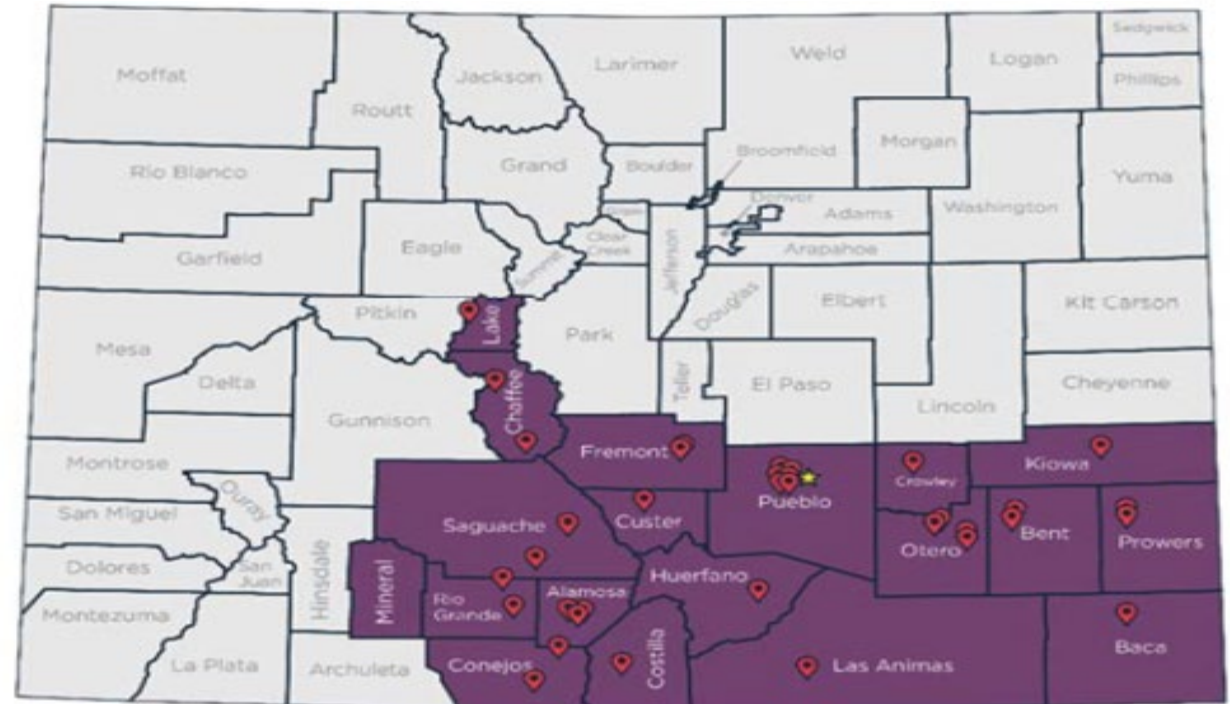 Moffat
Routt
Jackson
Larimer
Weld
Logan
Sedgwick
Phillips
Rio Blanco
Grand
Boulder
Broomfield
Morgan
Washington
Yuma
Garfield
Eagle
Summit
Clear
Creek
Jefferson
Denver
Adams
Arapahoe
Mesa
Pitkin
Lake
Park
Douglas
Elbert
Kit Carson
Delta
Gunnison
Chaffee
Teller
El Paso
Lincoln
Cheyenne
Montrose
Ouray
Fremont
Crowley
Kiowa
San Miguel
Saguache
Custer
Pueblo
Otero
Bent
Prowers
Dolores
San
Juan
Hinsdale
Mineral
Rio
Grande
Alamosa
Huerfano
Montezuma
La Plata
Archuleta
Conejos
Costilla
Las Animas
Baca